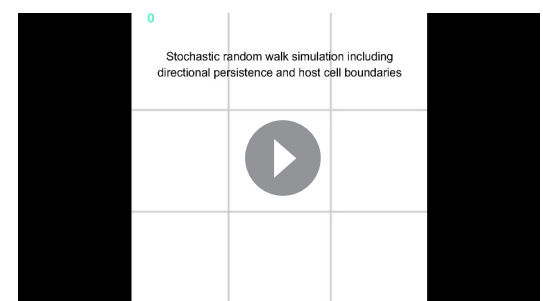 0
Stochastic random walk simulation including
directional persistence and host cell boundaries